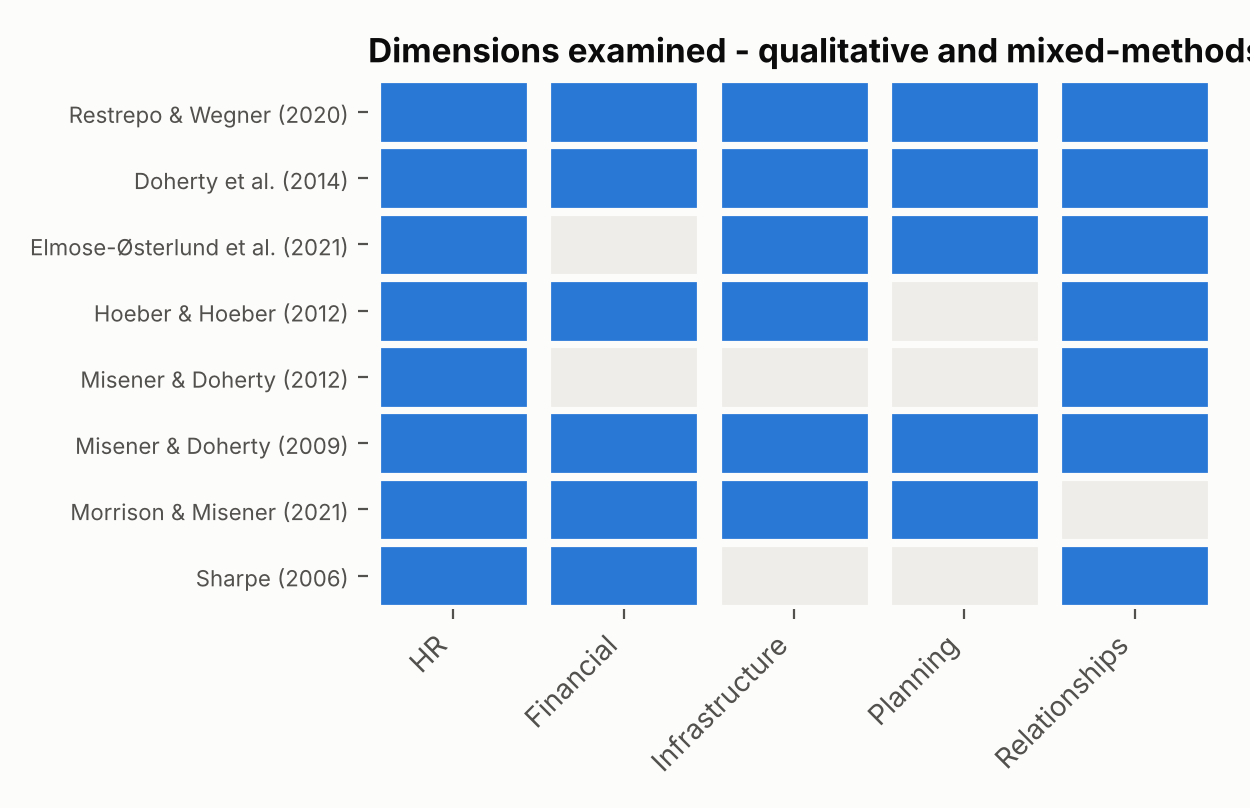 Dimensions examined - qualitative and mixed-methods
Restrepo & Wegner (2020)
Doherty et al. (2014)
Elmose-Østerlund et al. (2021)
Hoeber & Hoeber (2012)
Misener & Doherty (2012)
Misener & Doherty (2009)
Morrison & Misener (2021)
Sharpe (2006)
HR
Financial
Infrastructure
Planning
Relationships